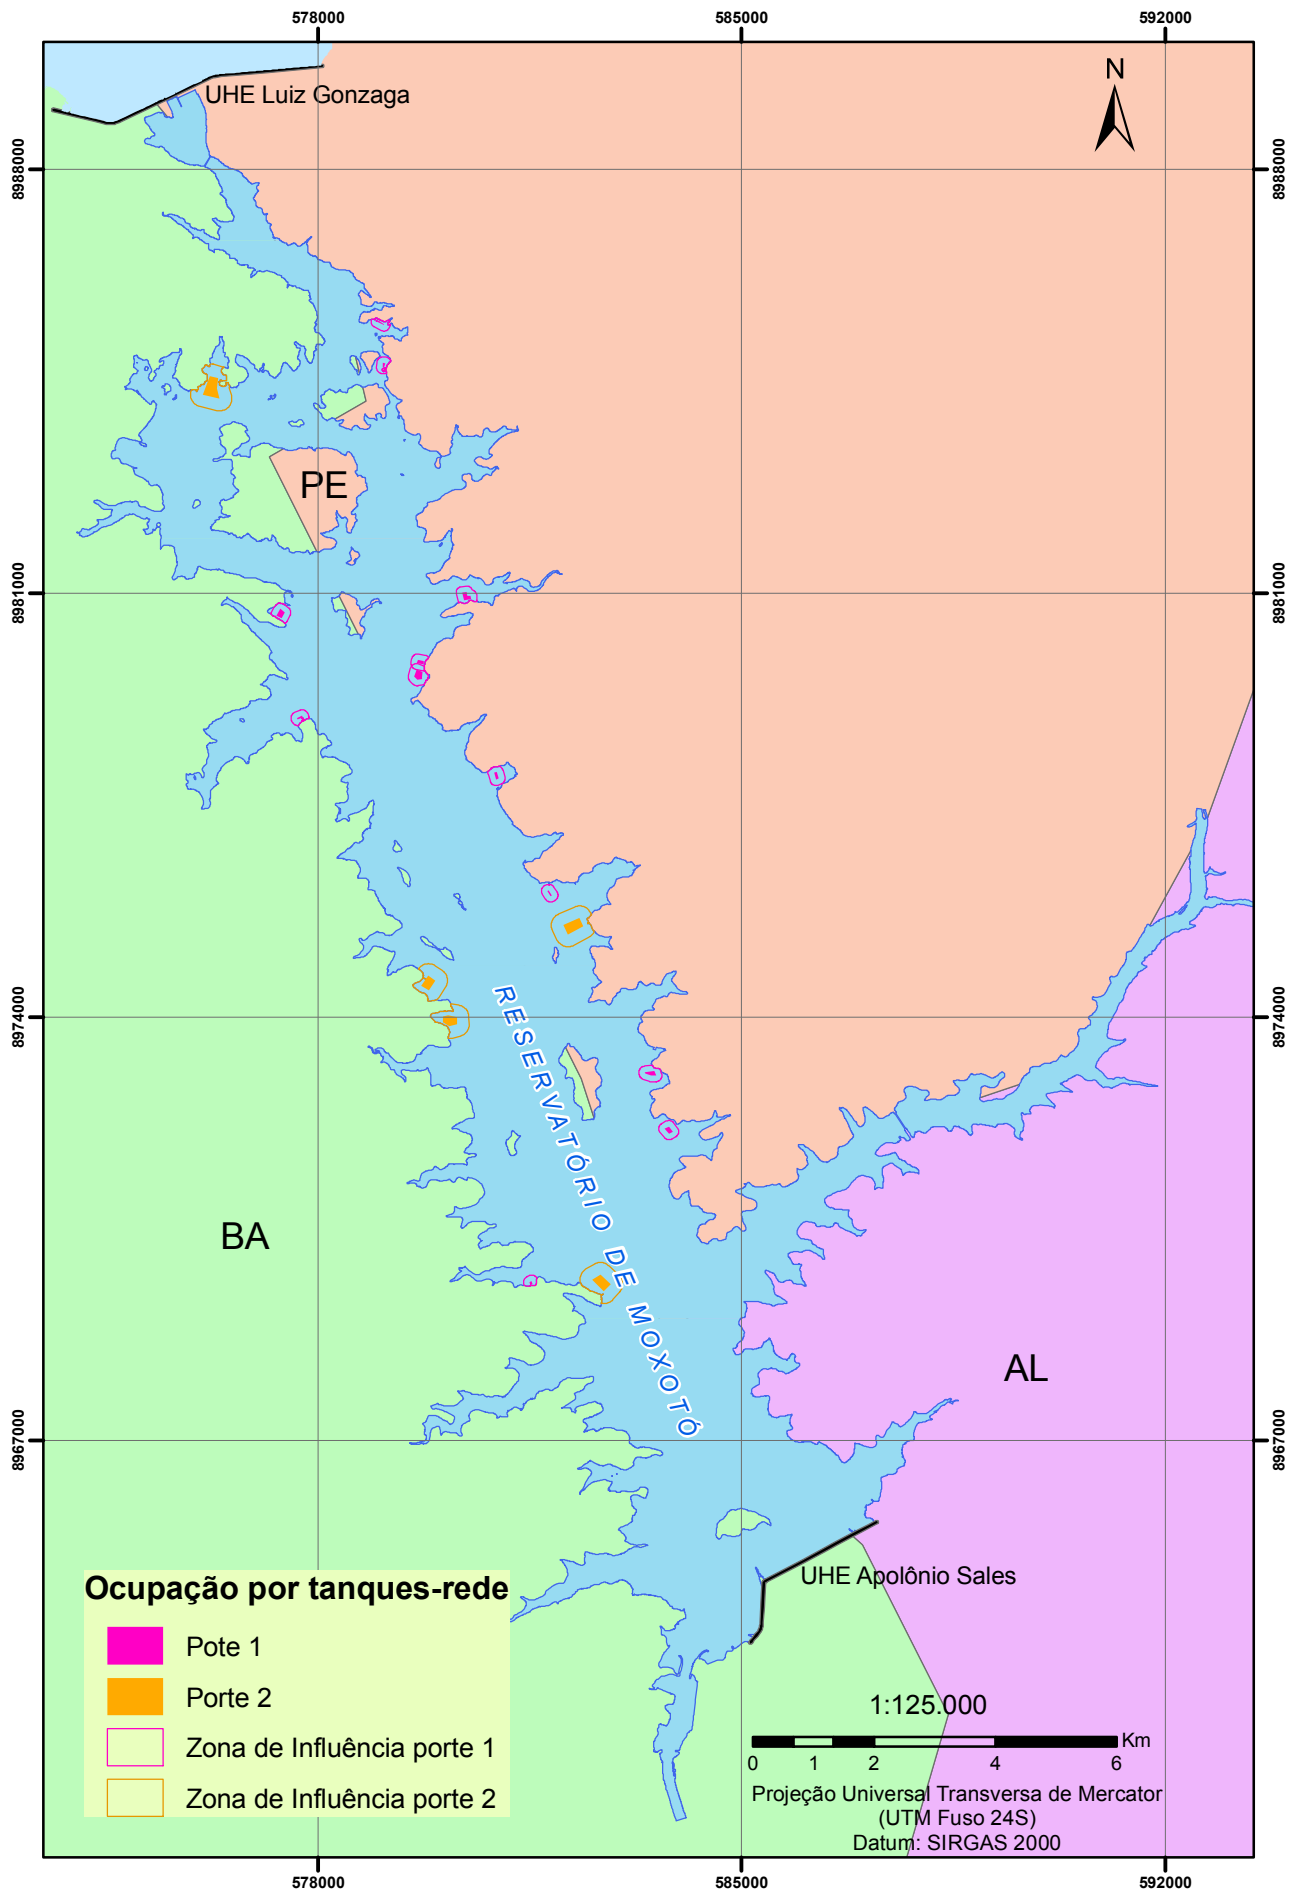 578000
585000
592000
UHE Luiz Gonzaga
N
8988000
8988000
PE
8981000
8981000
8974000
8974000
RESERVATÓRIO DE MOXOTÓ
BA
AL
8967000
8967000
UHE Apolônio Sales
Ocupação por tanques-rede
Pote 1
Porte 2
Zona de Influência porte 1
Zona de Influência porte 2
1:125.000
Km
0 1 2 4 6
Projeção Universal Transversa de Mercator
(UTM Fuso 24S)
Datum: SIRGAS 2000
578000
585000
592000